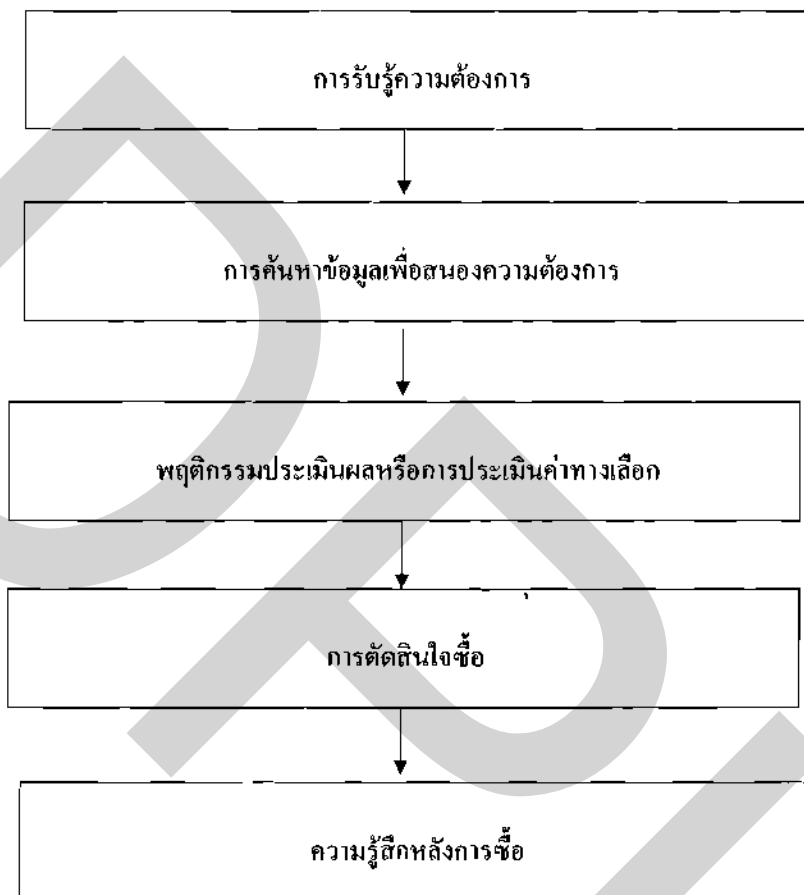 การรับรู้ความต้องการ
การค้นหาข้อมูลเพื่อสนองความต้องการ
พฤติกรรมประเมินผลหรือการประเมินค่าทางเลือก
การตัดสินใจซื้อ
ความรู้สึกหลังการซื้อ